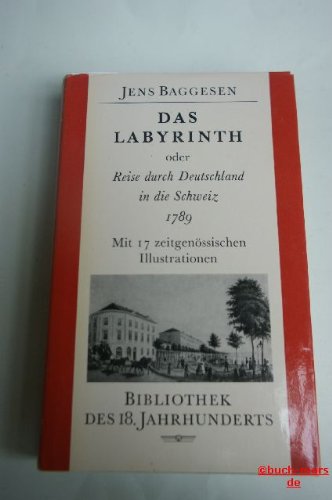 JENS BAGGESEN
DAS
LABYRINTH
oder
Reise durch Deutschland
in die Schweiz
1789
Mit 17 zeitgenössischen
Illustrationen
BIBLIOTHEK
DES 18. JAHRHUNDERTS
de